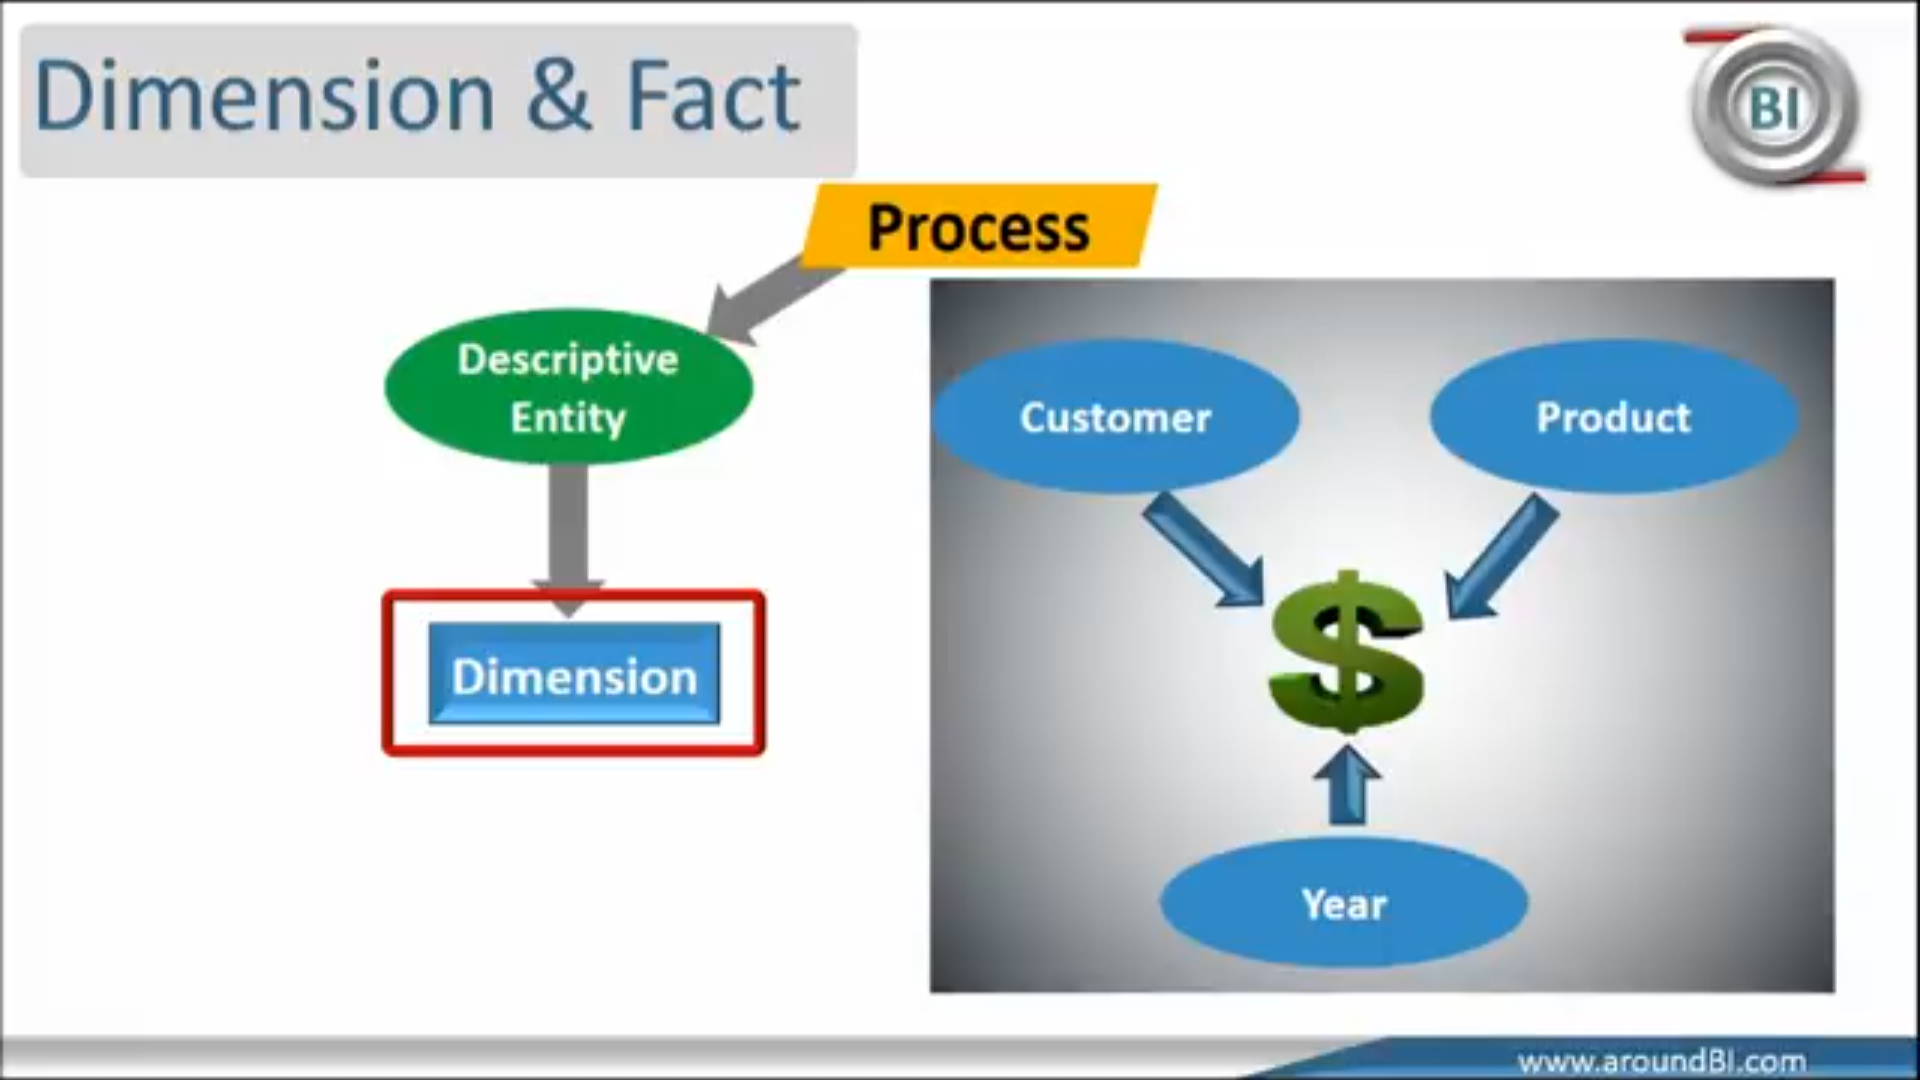 Dimension & Fact
BI
Process
Descriptive
Entity
Customer
Product
$
Dimension
Year
www.aroundBI.com